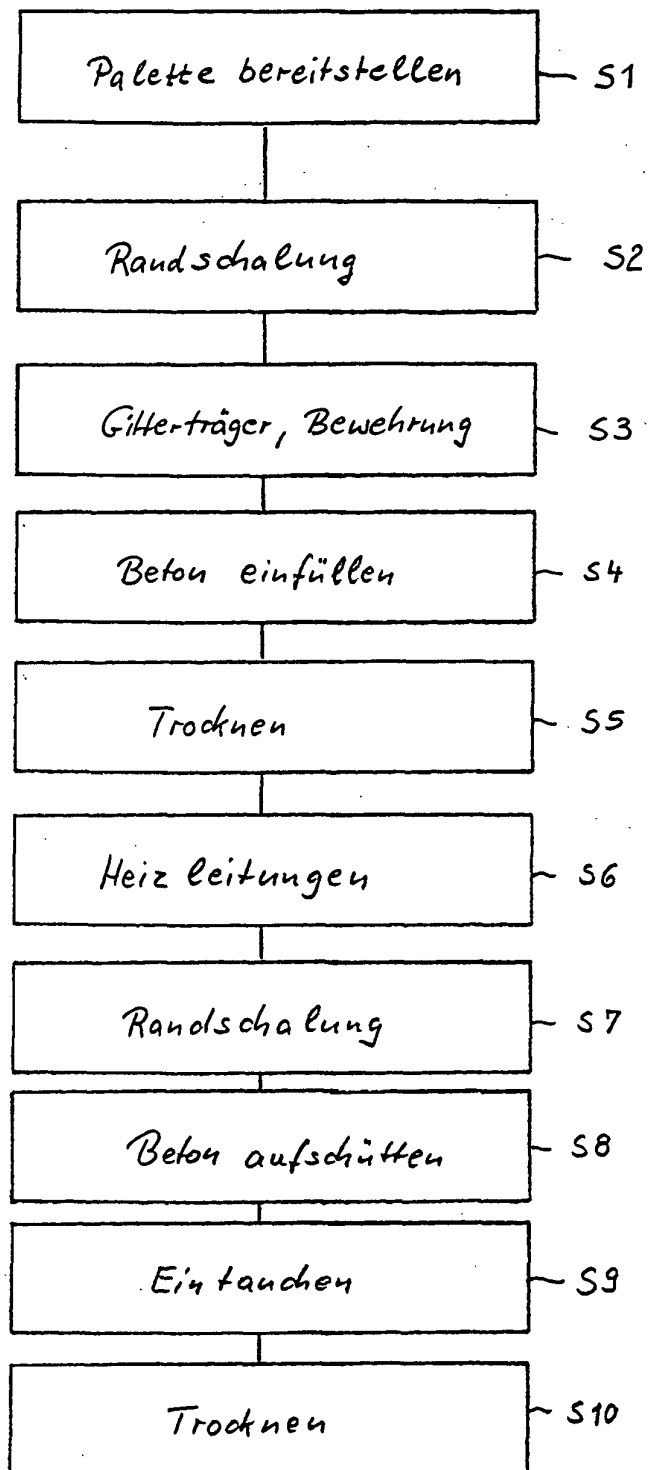 Palette bereitstellen S1
Randschalung S2
Gitterträger, Bewehrung S3
Beton einfüllen S4
Trocknen S5
Heizleitungen S6
Randschalung S7
Beton aufschütten S8
Eintauchen S9
Trocknen S10